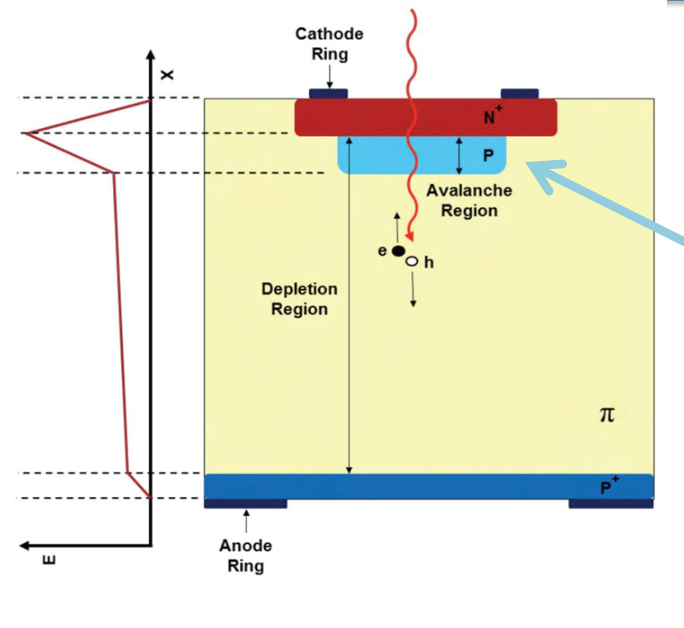 Cathode
Ring
X
N+
P
Avalanche
Region
e
h
Depletion
Region
π
P+
E
Anode
Ring